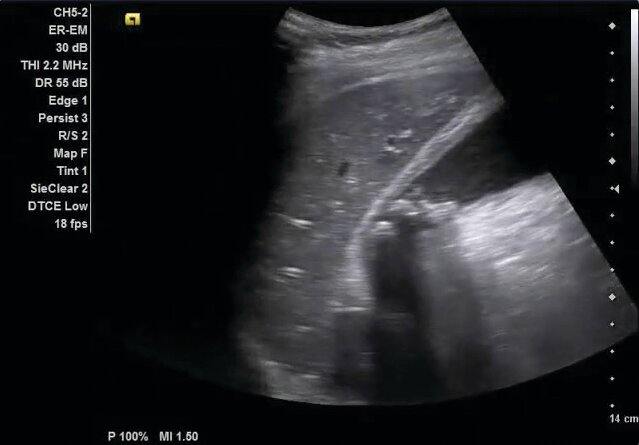 CH5-2
ER-EM
30 dB
THI 2.2 MHz
DR 55 dB
Edge 1
Persist 3
R/S 2
Map F
Tint 1
SieClear 2
DTCE Low
18 fps
14 cm
P 100% MI 1.50